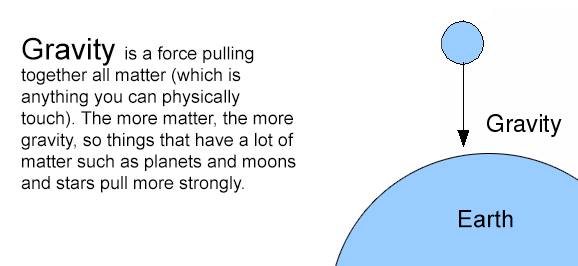 Gravity is a force pulling
together all matter (which is
anything you can physically
touch). The more matter, the more
gravity, so things that have a lot of
matter such as planets and moons
and stars pull more strongly.
Gravity
Earth